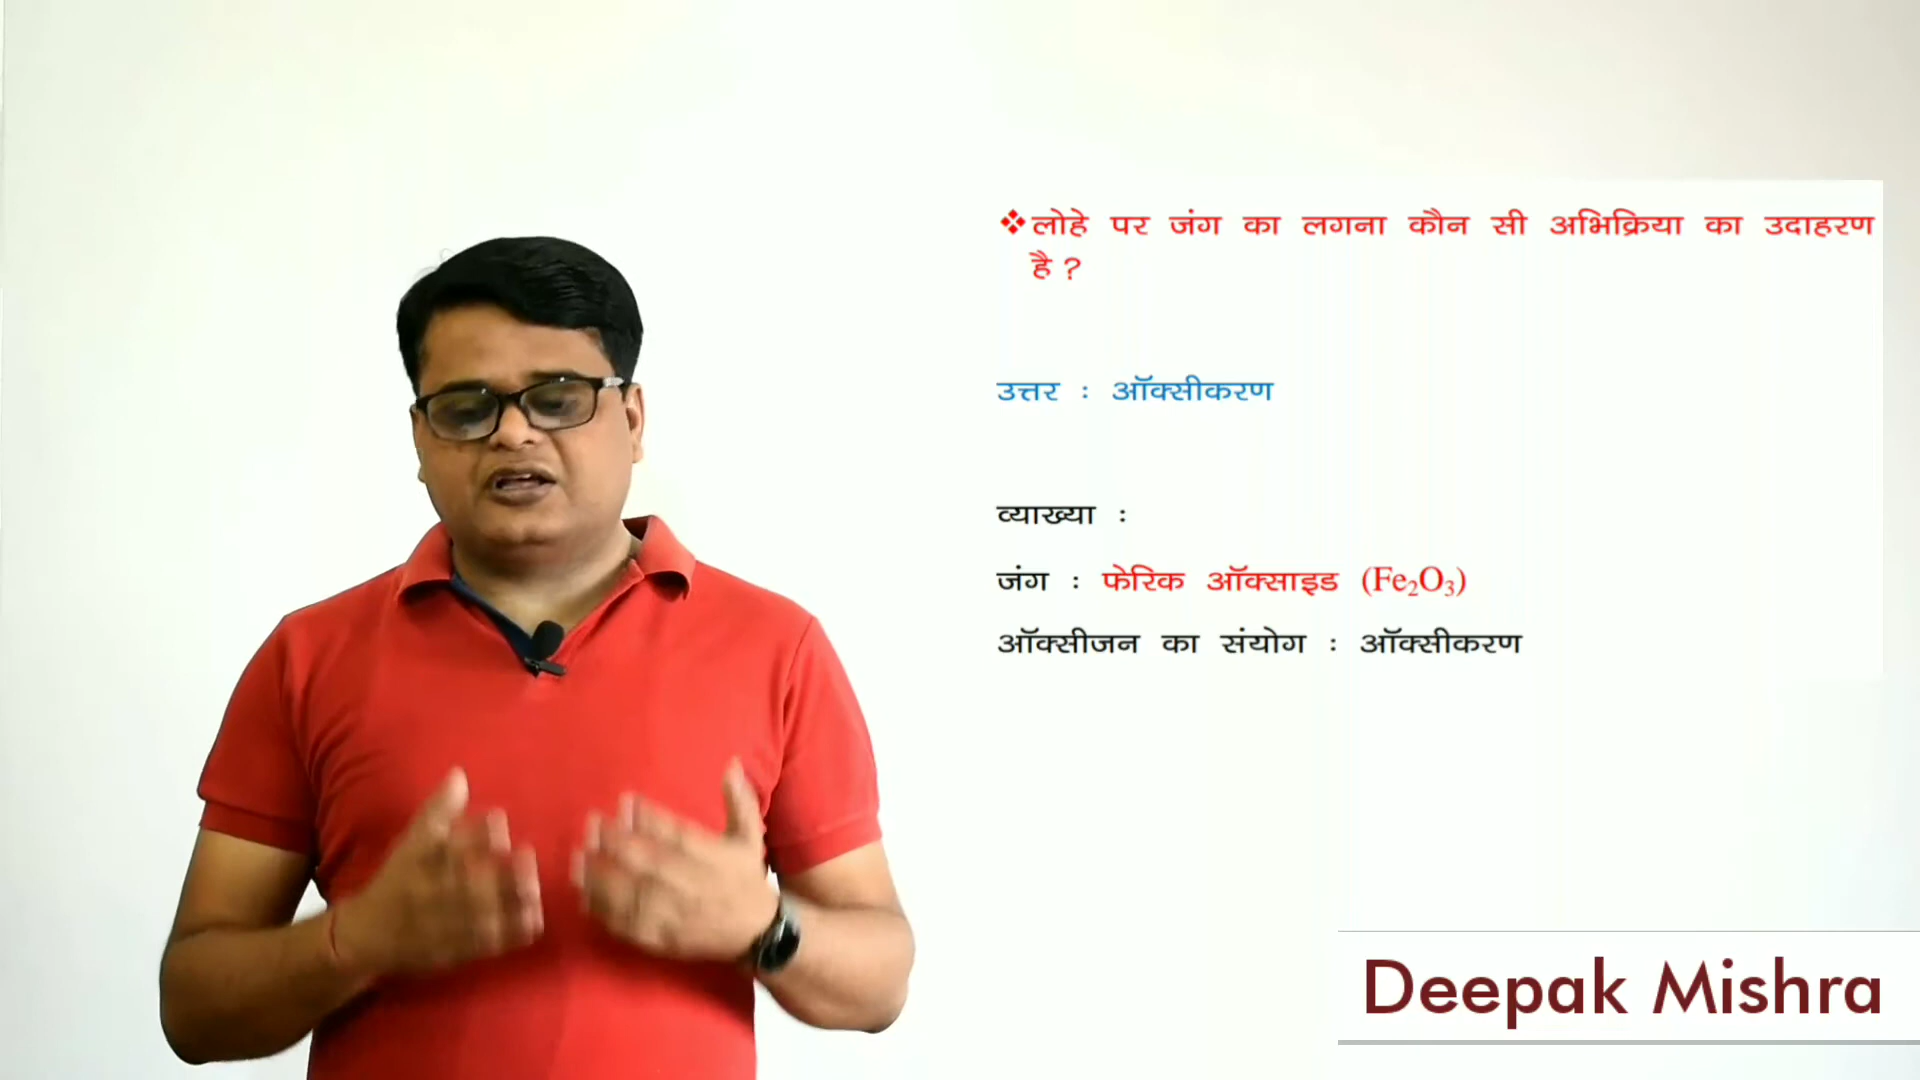 ❖लोहे पर जंग का लगना कौन सी अभिक्रिया का उदाहरण
है ?
उत्तर : ऑक्सीकरण
व्याख्या :
जंग : फेरिक ऑक्साइड (Fe₂O₃)
ऑक्सीजन का संयोग : ऑक्सीकरण
Deepak Mishra